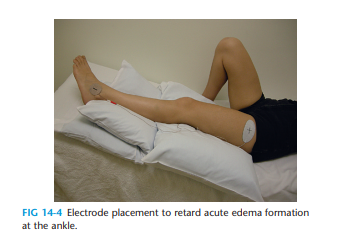 FIG 14-4 Electrode placement to retard acute edema formation
at the ankle.